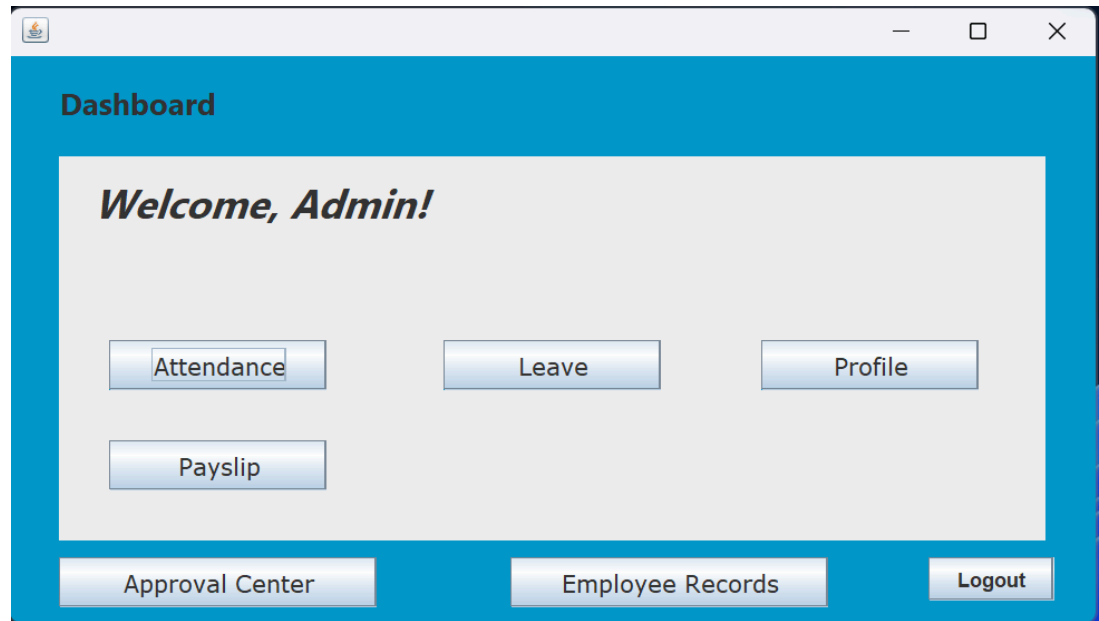 Dashboard
Welcome, Admin!
Attendance Leave Profile
Payslip
Approval Center Employee Records Logout